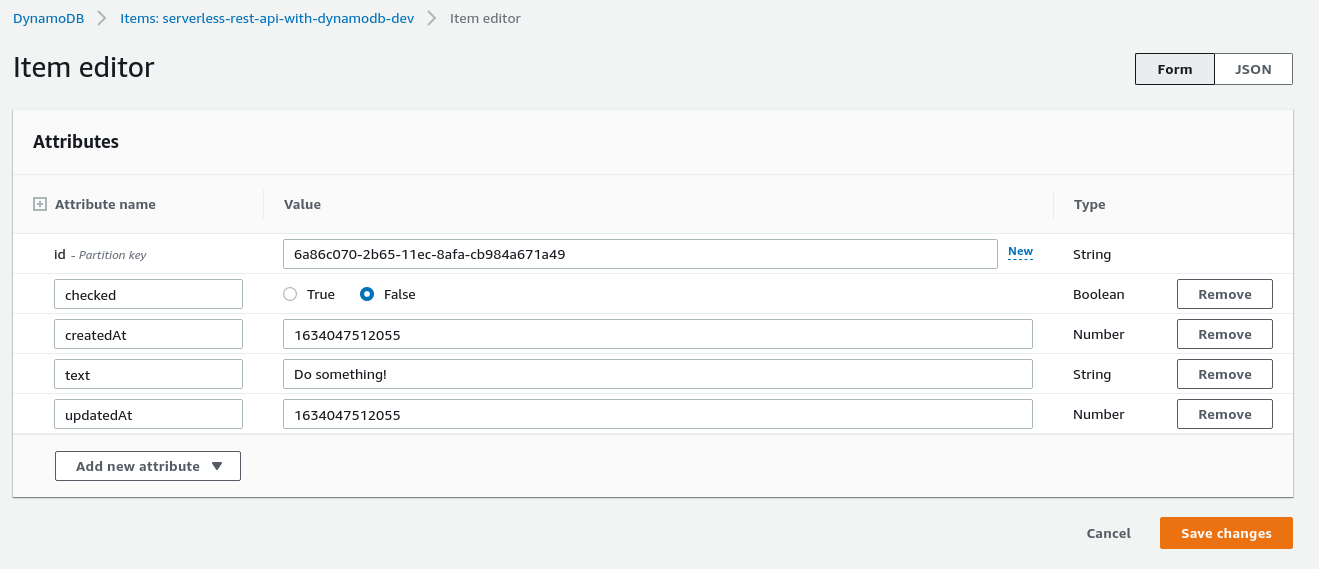 DynamoDB > Items: serverless-rest-api-with-dynamodb-dev > Item editor
Item editor
Form JSON
Attributes
Attribute name Value Type
id - Partition key 6a86c070-2b65-11ec-8afa-cb984a671a49 New String
checked True False Boolean Remove
createdAt 1634047512055 Number Remove
text Do something! String Remove
updatedAt 1634047512055 Number Remove
Add new attribute
Cancel Save changes